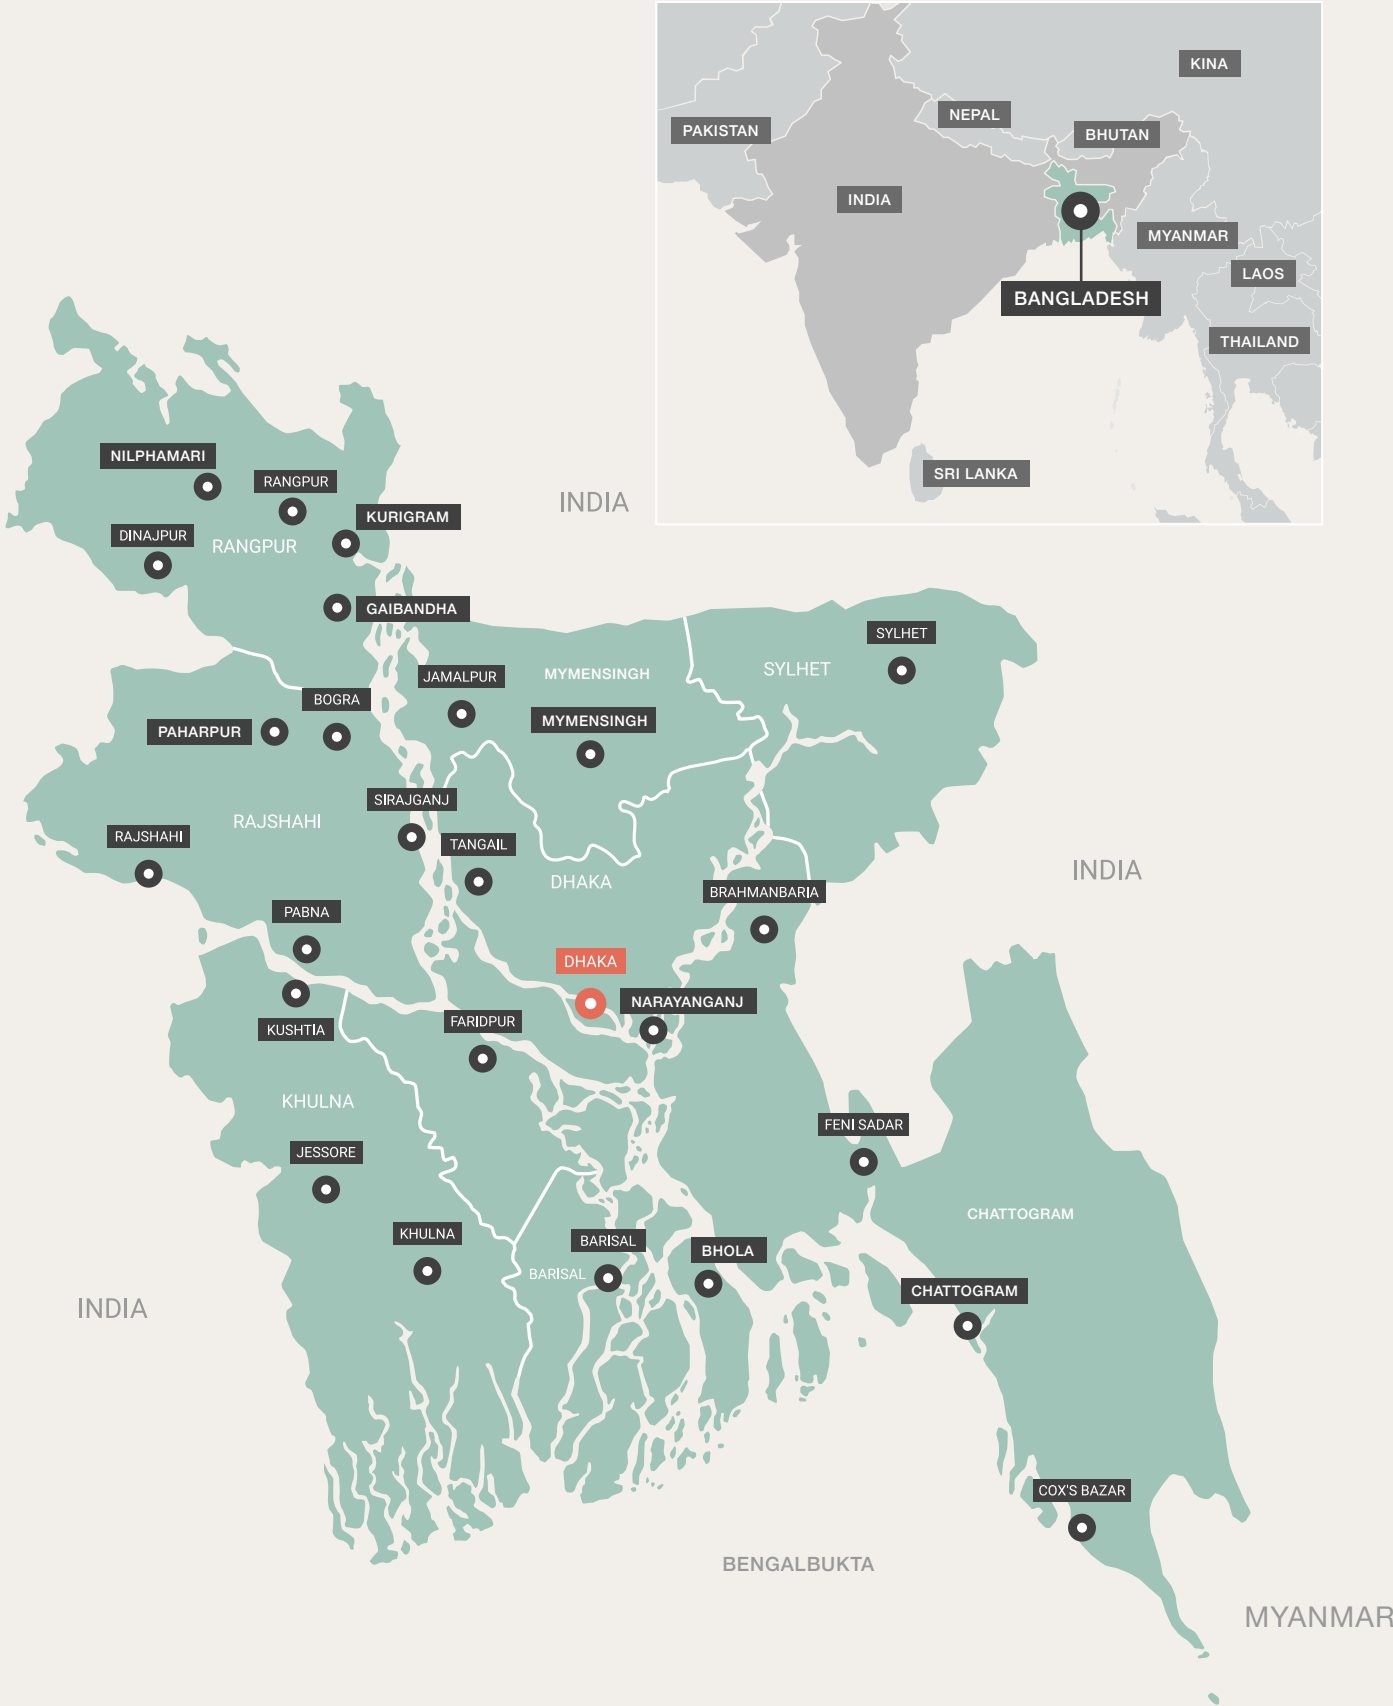 KINA
NEPAL
PAKISTAN
BHUTAN
INDIA
MYANMAR
LAOS
BANGLADESH
THAILAND
SRI LANKA
NILPHAMARI
RANGPUR
INDIA
KURIGRAM
DINAJPUR
RANGPUR
GAIBANDHA
SYLHET
SYLHET
JAMALPUR
MYMENSINGH
BOGRA
MYMENSINGH
PAHARPUR
SIRAJGANJ
RAJSHAHI
RAJSHAHI
TANGAIL
INDIA
DHAKA
BRAHMANBARIA
PABNA
DHAKA
NARAYANGANJ
FARIDPUR
KUSHTIA
KHULNA
FENI SADAR
JESSORE
CHATTOGRAM
KHULNA
BARISAL
BHOLA
BARISAL
CHATTOGRAM
INDIA
COX'S BAZAR
BENGALBUKTA
MYANMAR